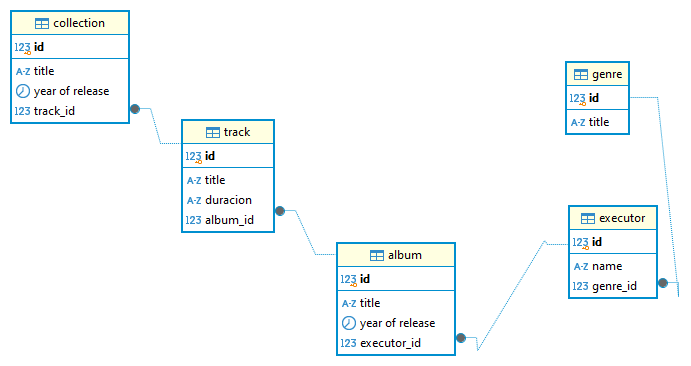 collection
123 id
A-Z title
year of release
123 track_id
track
123 id
A-Z title
A-Z duracion
123 album_id
album
123 id
A-Z title
year of release
123 executor_id
genre
123 id
A-Z title
executor
123 id
A-Z name
123 genre_id